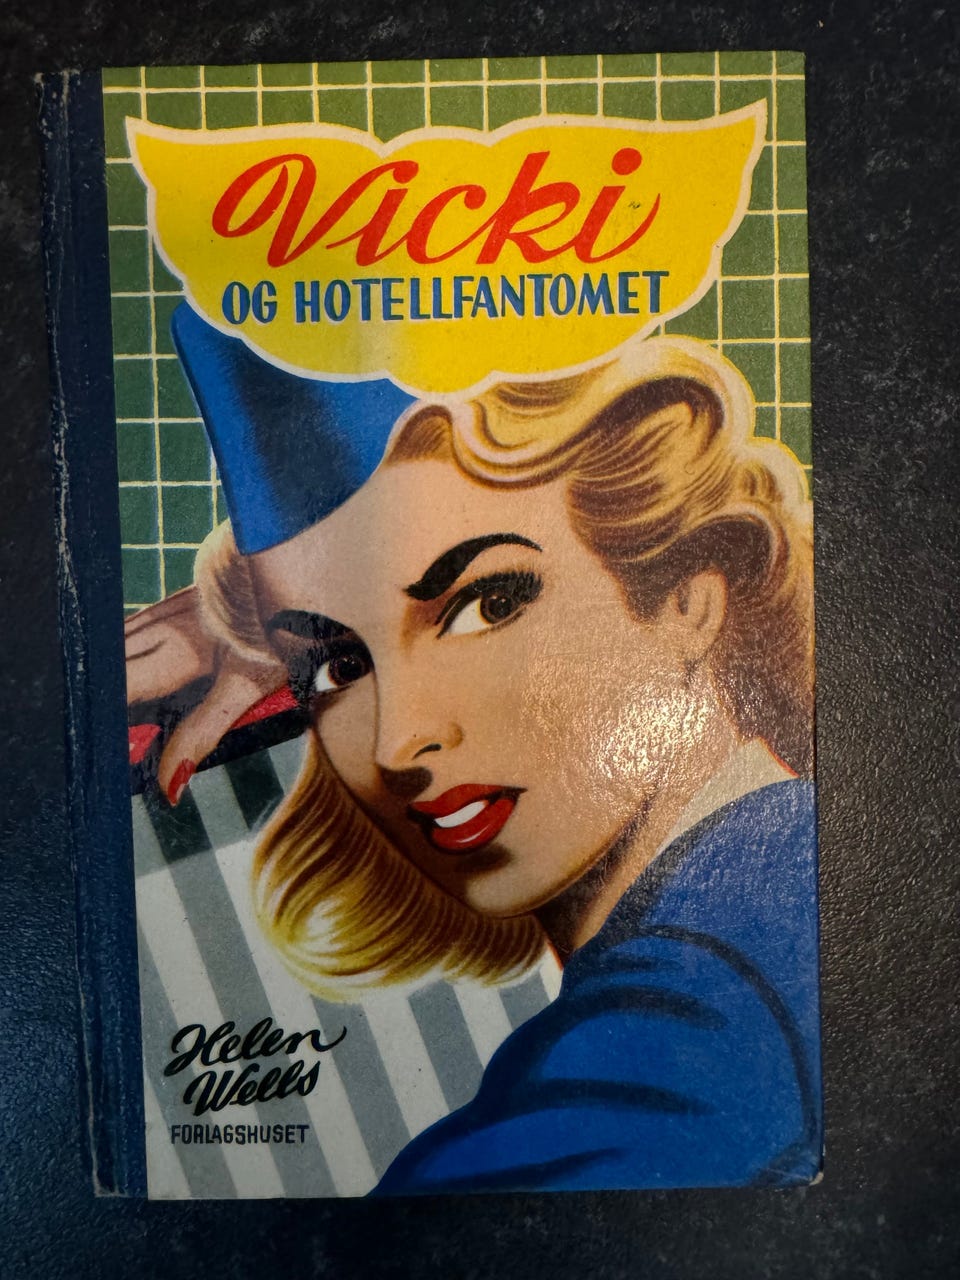 Vicki
OG HOTELLFANTOMET
Helen
Wells
FORLAGSHUSET